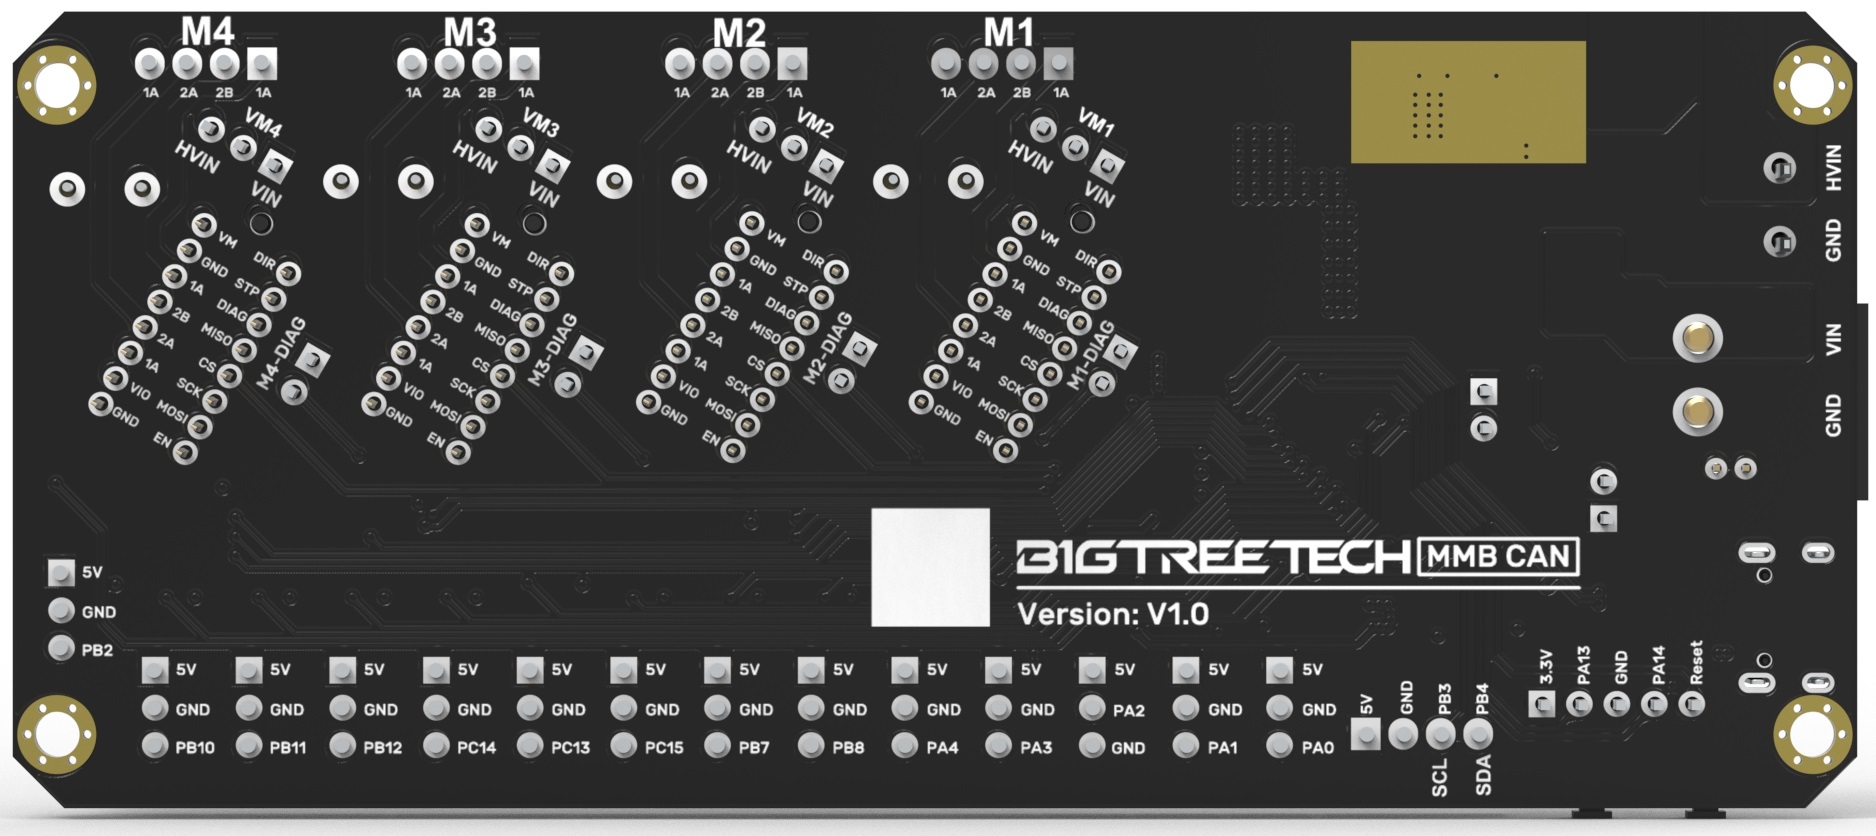 M4 M3 M2 M1
1A 2A 2B 1A 1A 2A 2B 1A 1A 2A 2B 1A 1A 2A 2B 1A
VM4 VM3 VM2 VM1
HVIN HVIN HVIN HVIN
VIN VIN VIN VIN
VM DIR
GND STP
1A DIAG
2B MISO
2A CS
1A SCK
VIO MOSI
GND EN
M4-DIAG
VM DIR
GND STP
1A DIAG
2B MISO
2A CS
1A SCK
VIO MOSI
GND EN
M3-DIAG
VM DIR
GND STP
1A DIAG
2B MISO
2A CS
1A SCK
VIO MOSI
GND EN
M2-DIAG
VM DIR
GND STP
1A DIAG
2B MISO
2A CS
1A SCK
VIO MOSI
GND EN
M1-DIAG
HVIN
GND
VIN
GND
BIGTREETECH MMB CAN
Version: V1.0
5V
GND
PB2
5V 5V 5V 5V 5V 5V 5V 5V 5V 5V 5V 5V 5V
GND GND GND GND GND GND GND GND GND GND PA2 GND GND
PB10 PB11 PB12 PC14 PC13 PC15 PB7 PB8 PA4 PA3 GND PA1 PA0
5V GND PB3 PB4
SCL SDA
3.3V PA13 GND PA14 Reset